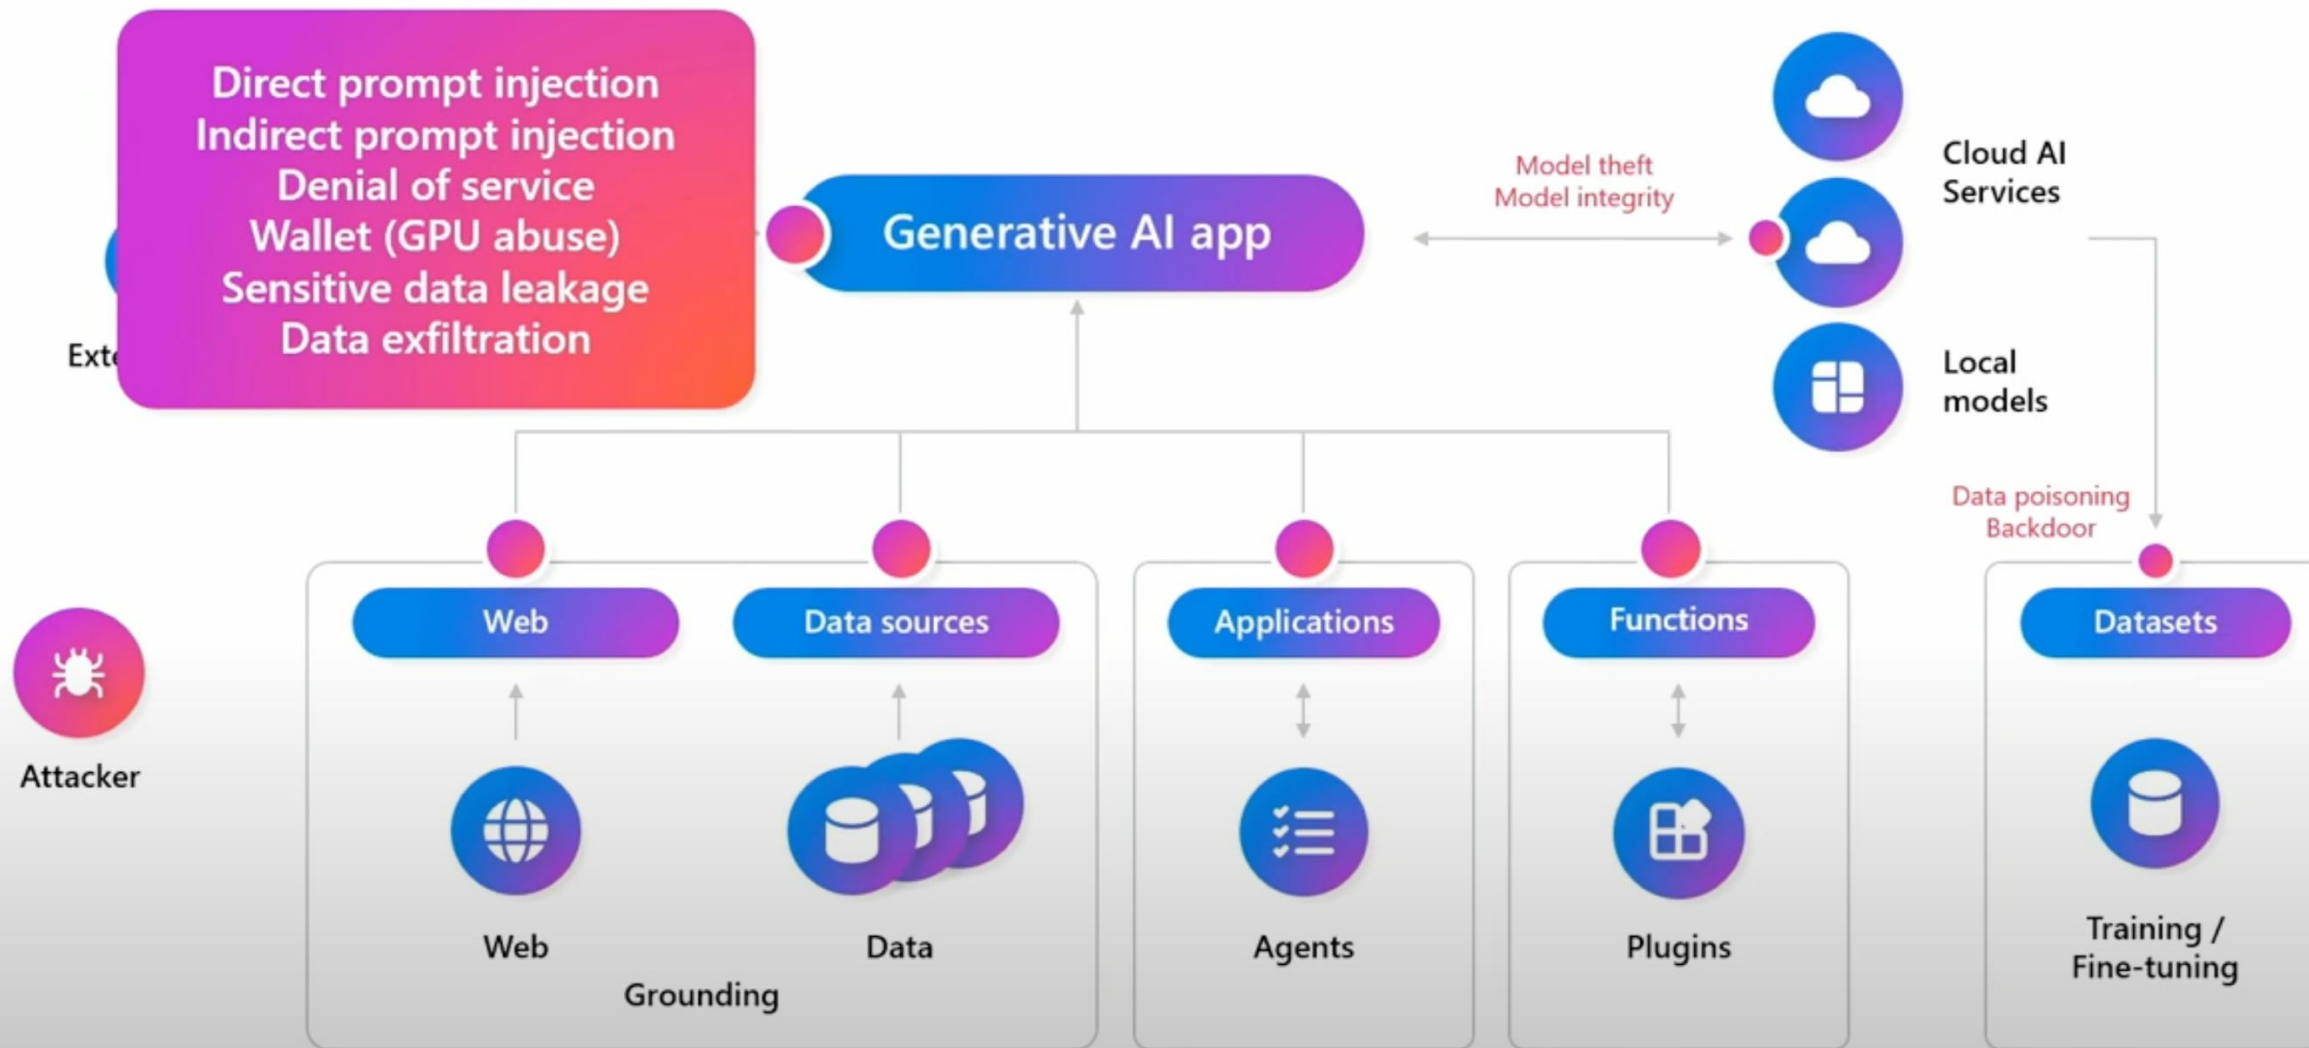 Direct prompt injection
Indirect prompt injection
Denial of service
Wallet (GPU abuse)
Sensitive data leakage
Data exfiltration
Generative AI app
Model theft
Model integrity
Cloud AI
Services
Local
models
Data poisoning
Backdoor
Attacker
Web
Data sources
Applications
Functions
Datasets
Web
Data
Agents
Plugins
Training /
Fine-tuning
Grounding